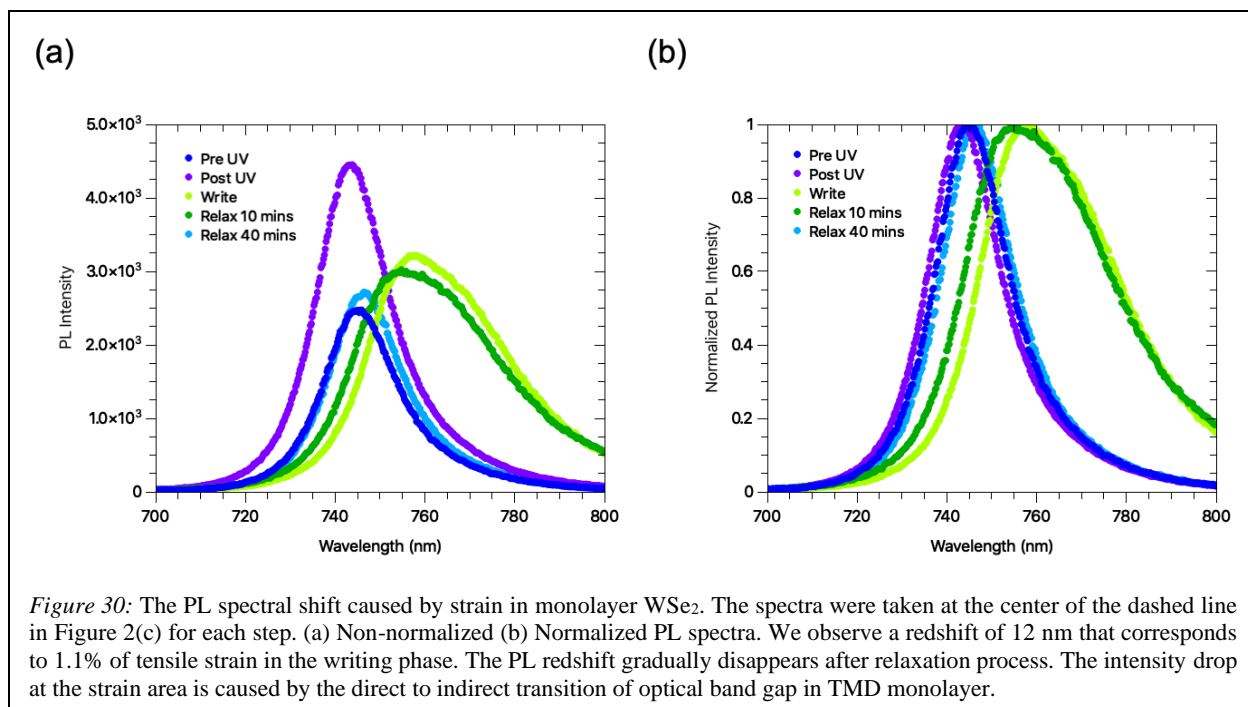 (a)
5.0×10³
4.0×10³
3.0×10³
2.0×10³
1.0×10³
0
PL Intensity
Pre UV
Post UV
Write
Relax 10 mins
Relax 40 mins
700
720
740
760
780
800
Wavelength (nm)
(b)
1
0.8
0.6
0.4
0.2
0
Normalized PL Intensity
Pre UV
Post UV
Write
Relax 10 mins
Relax 40 mins
700
720
740
760
780
800
Wavelength (nm)
Figure 30: The PL spectral shift caused by strain in monolayer WSe₂. The spectra were taken at the center of the dashed line
in Figure 2(c) for each step. (a) Non-normalized (b) Normalized PL spectra. We observe a redshift of 12 nm that corresponds
to 1.1% of tensile strain in the writing phase. The PL redshift gradually disappears after relaxation process. The intensity drop
at the strain area is caused by the direct to indirect transition of optical band gap in TMD monolayer.